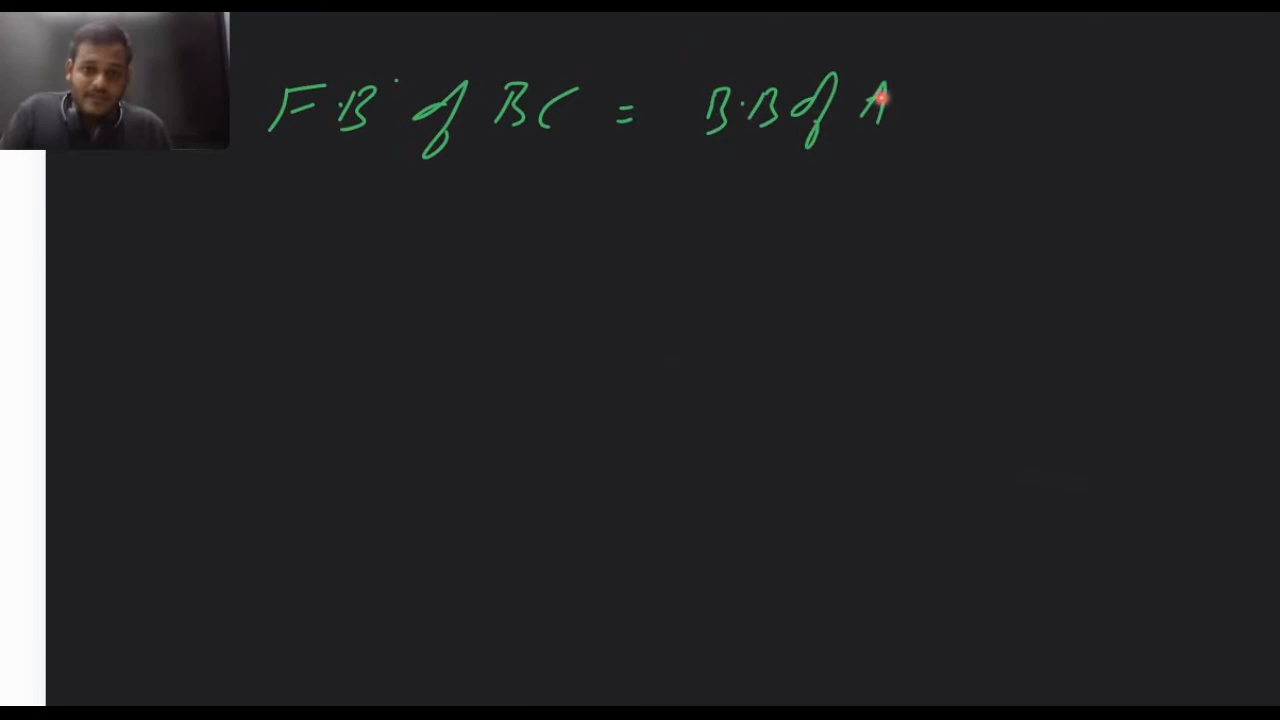 F.B of BC = B.B of A